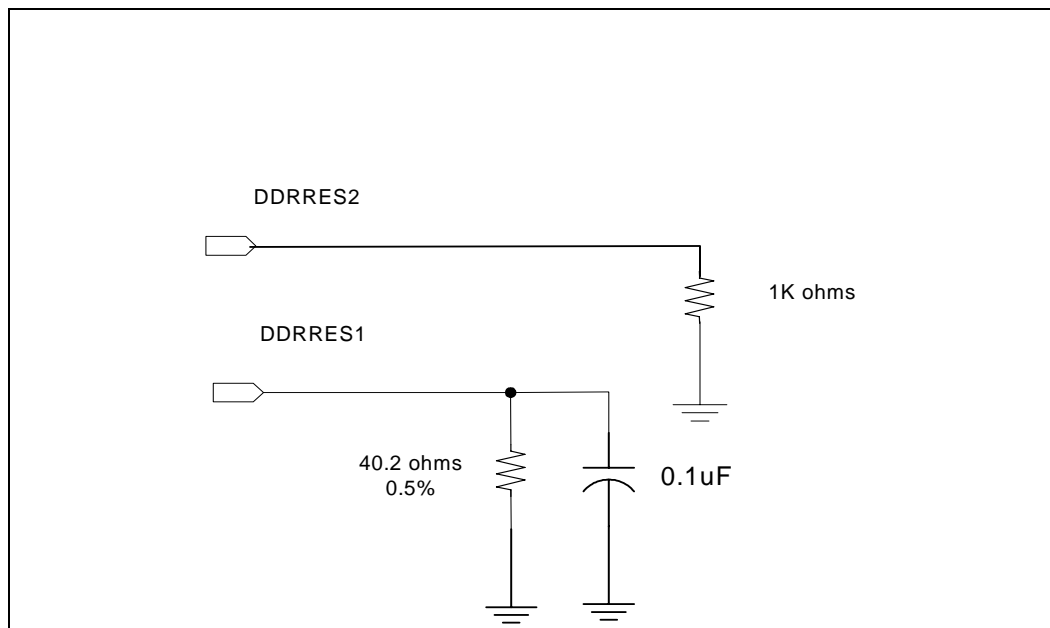 DDRRES2
1K ohms
DDRRES1
40.2 ohms
0.5%
0.1uF